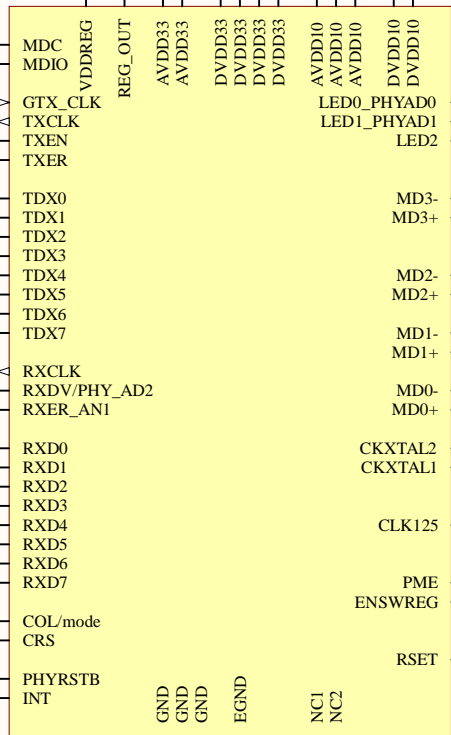 VDDREG
REG_OUT
AVDD33
AVDD33
DVDD33
DVDD33
DVDD33
DVDD33
AVDD10
AVDD10
AVDD10
DVDD10
DVDD10
MDC
MDIO
GTX_CLK
TXCLK
TXEN
TXER
TDX0
TDX1
TDX2
TDX3
TDX4
TDX5
TDX6
TDX7
RXCLK
RXDV/PHY_AD2
RXER_AN1
RXD0
RXD1
RXD2
RXD3
RXD4
RXD5
RXD6
RXD7
COL/mode
CRS
PHYRSTB
INT
LED0_PHYAD0
LED1_PHYAD1
LED2
MD3-
MD3+
MD2-
MD2+
MD1-
MD1+
MD0-
MD0+
CKXTAL2
CKXTAL1
CLK125
PME
ENSWREG
RSET
GND
GND
GND
EGND
NC1
NC2